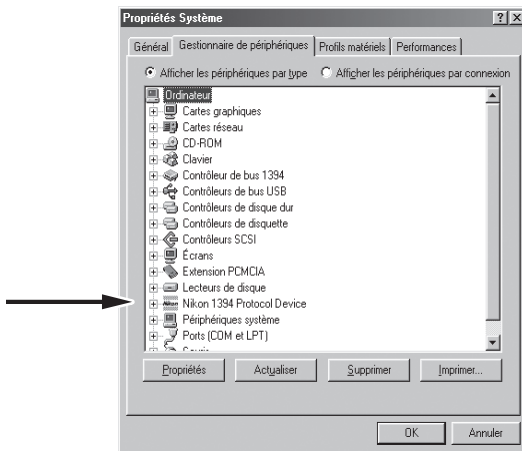 Propriétés Système
Général Gestionnaire de périphériques Profils matériels Performances
Afficher les périphériques par type Afficher les périphériques par connexion
Ordinateur
Cartes graphiques
Cartes réseau
CD-ROM
Clavier
Contrôleur de bus 1394
Contrôleurs de bus USB
Contrôleurs de disque dur
Contrôleurs de disquette
Contrôleurs SCSI
Écrans
Extension PCMCIA
Lecteurs de disque
Nikon 1394 Protocol Device
Périphériques système
Ports (COM et LPT)
Souris
Propriétés Actualiser Supprimer Imprimer...
OK Annuler